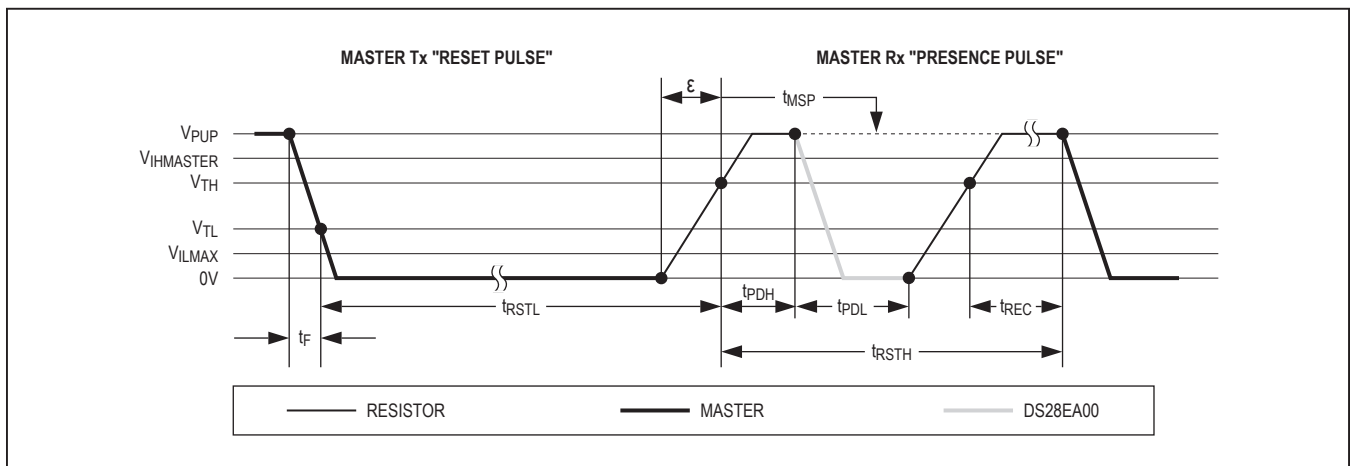 MASTER Tx "RESET PULSE"
MASTER Rx "PRESENCE PULSE"
ε
tMSP
VPUP
VIHMASTER
VTH
VTL
VILMAX
0V
tRSTL
tPDH
tPDL
tREC
tF
tRSTH
RESISTOR
MASTER
DS28EA00